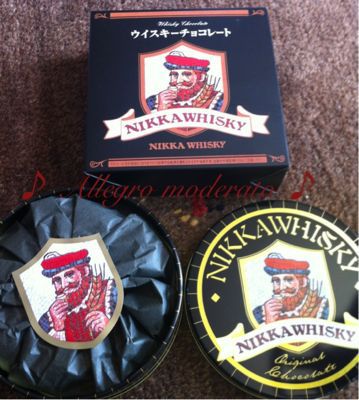 Whisky Chocolate
ウイスキーチョコレート
NIKKAWHISKY
NIKKA WHISKY
♪ Allegro moderato ♪
NIKKAWHISKY
NIKKAWHISKY
Original
Chocolate